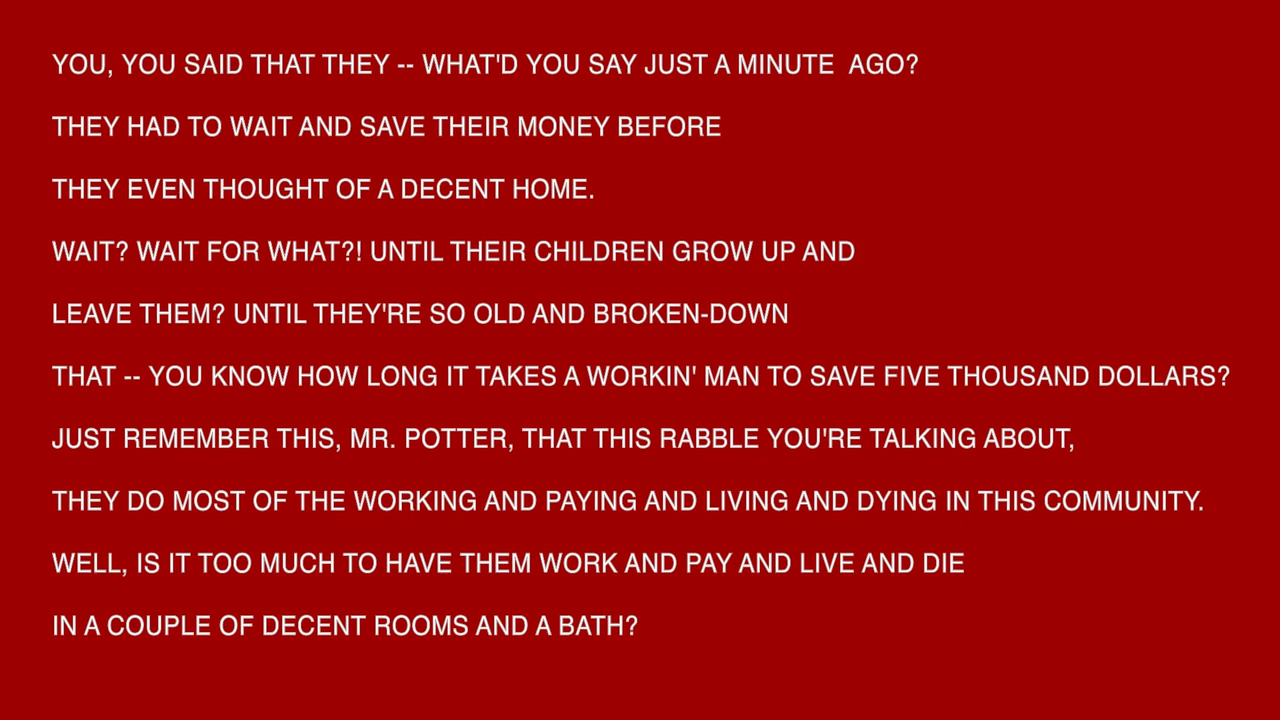 YOU, YOU SAID THAT THEY -- WHAT'D YOU SAY JUST A MINUTE  AGO?
THEY HAD TO WAIT AND SAVE THEIR MONEY BEFORE
THEY EVEN THOUGHT OF A DECENT HOME.
WAIT? WAIT FOR WHAT?! UNTIL THEIR CHILDREN GROW UP AND
LEAVE THEM? UNTIL THEY'RE SO OLD AND BROKEN-DOWN
THAT -- YOU KNOW HOW LONG IT TAKES A WORKIN' MAN TO SAVE FIVE THOUSAND DOLLARS?
JUST REMEMBER THIS, MR. POTTER, THAT THIS RABBLE YOU'RE TALKING ABOUT,
THEY DO MOST OF THE WORKING AND PAYING AND LIVING AND DYING IN THIS COMMUNITY.
WELL, IS IT TOO MUCH TO HAVE THEM WORK AND PAY AND LIVE AND DIE
IN A COUPLE OF DECENT ROOMS AND A BATH?